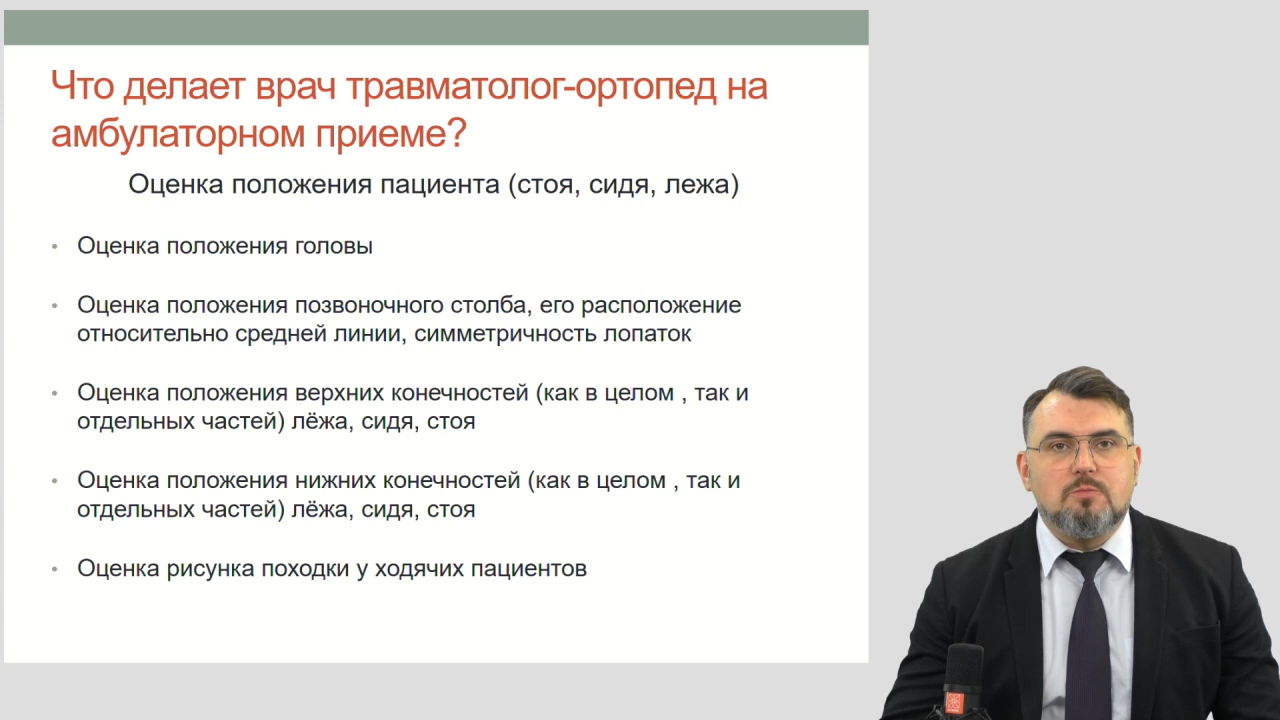 Что делает врач травматолог-ортопед на
амбулаторном приеме?
Оценка положения пациента (стоя, сидя, лежа)
• Оценка положения головы
• Оценка положения позвоночного столба, его расположение
относительно средней линии, симметричность лопаток
• Оценка положения верхних конечностей (как в целом , так и
отдельных частей) лёжа, сидя, стоя
• Оценка положения нижних конечностей (как в целом , так и
отдельных частей) лёжа, сидя, стоя
• Оценка рисунка походки у ходячих пациентов